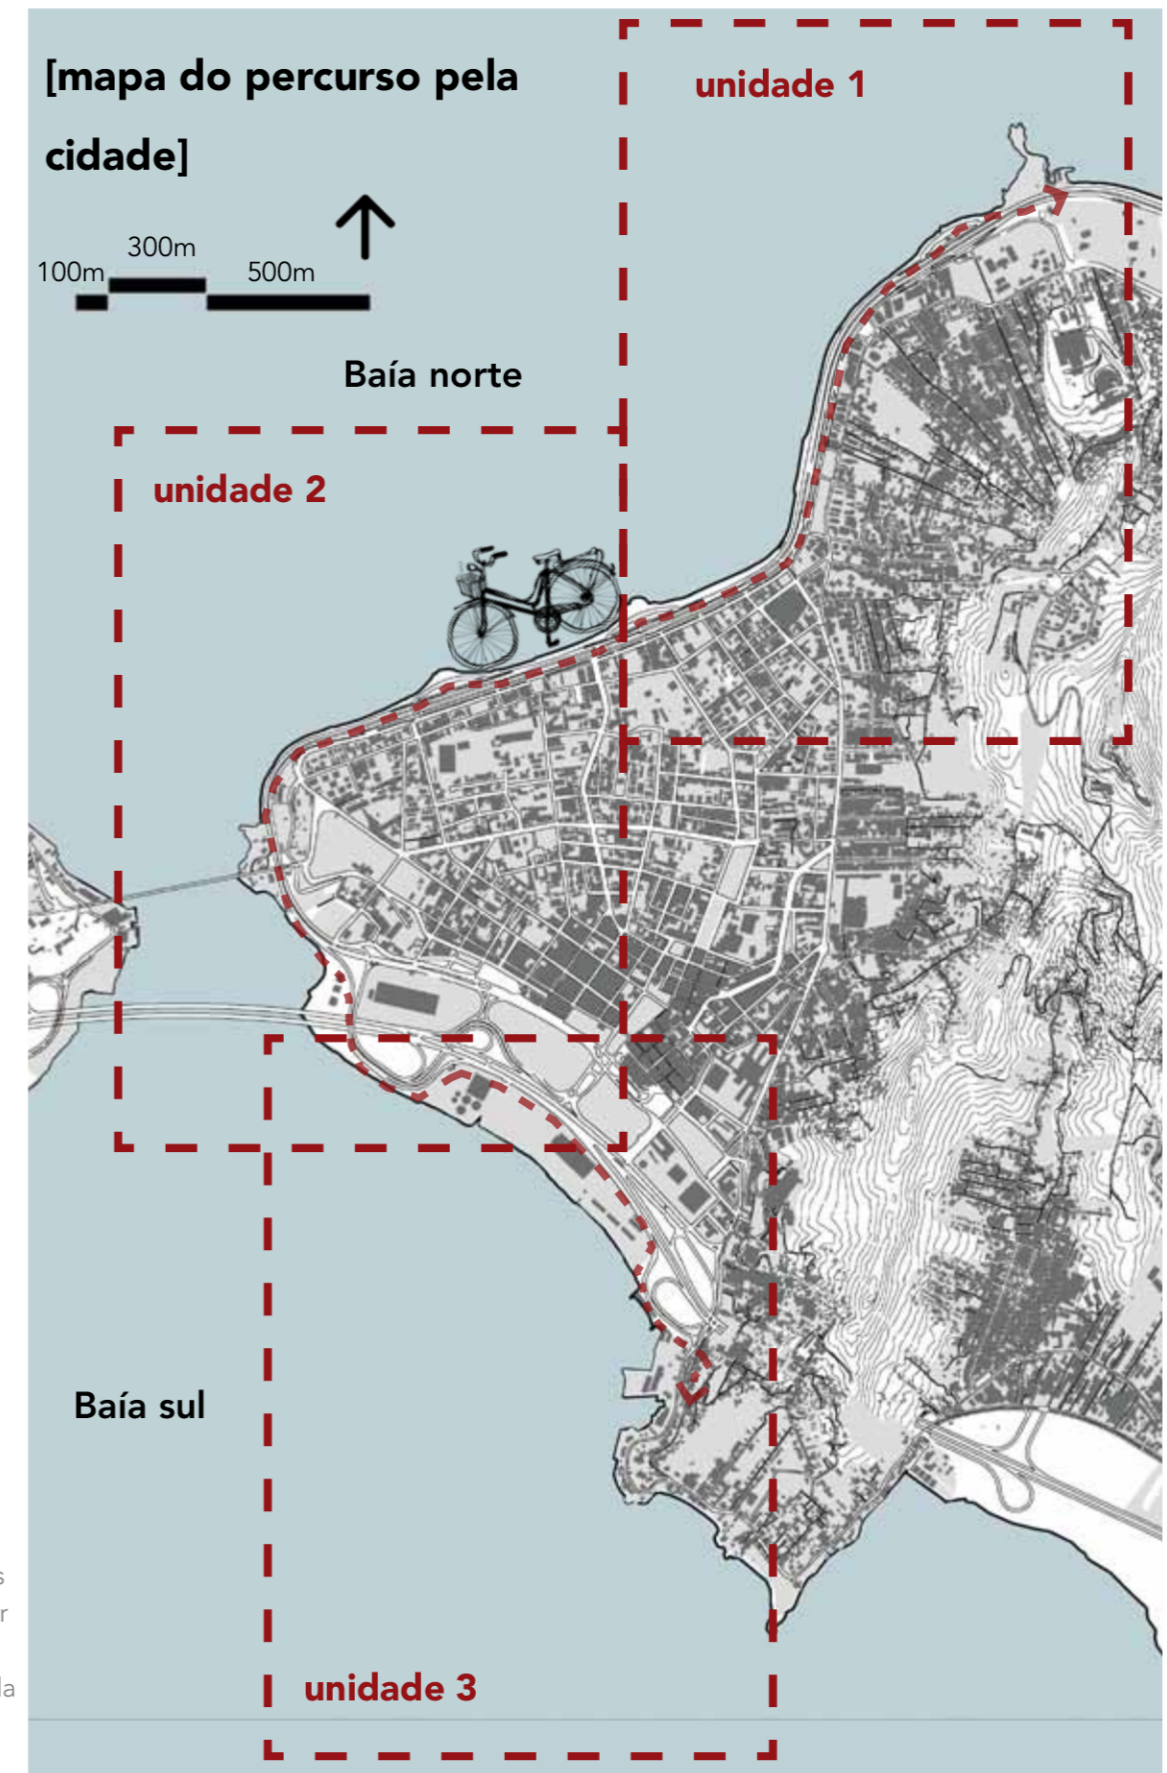 [mapa do percurso pela
cidade]
unidade 1
300m
100m
500m
Baía norte
unidade 2
Baía sul
unidade 3